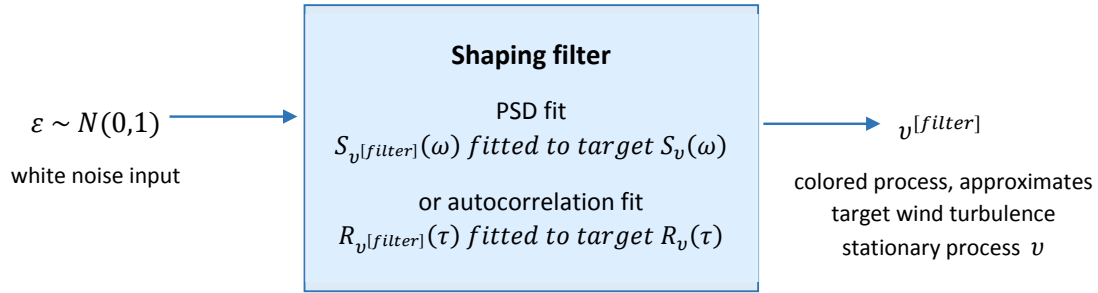 Shaping filter
ε ~ N(0,1)
white noise input
PSD fit
S_{υ^{[filter]}}(ω) fitted to target S_υ(ω)
or autocorrelation fit
R_{υ^{[filter]}}(τ) fitted to target R_υ(τ)
υ^{[filter]}
colored process, approximates
target wind turbulence
stationary process υ